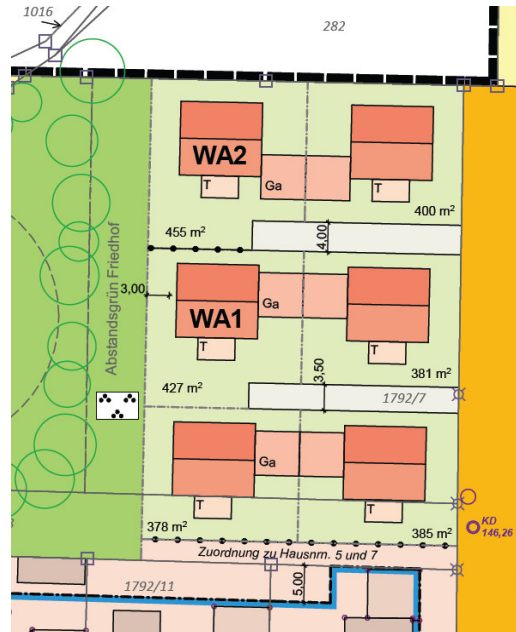 1016
282
WA2
T
Ga
T
455 m²
4,00
400 m²
Abstandsgrün Friedhof
3,00
WA1
Ga
T
T
427 m²
3,50
381 m²
1792/7
Ga
T
T
378 m²
385 m²
KD
146,26
Zuordnung zu Hausnrn. 5 und 7
1792/11
5,00